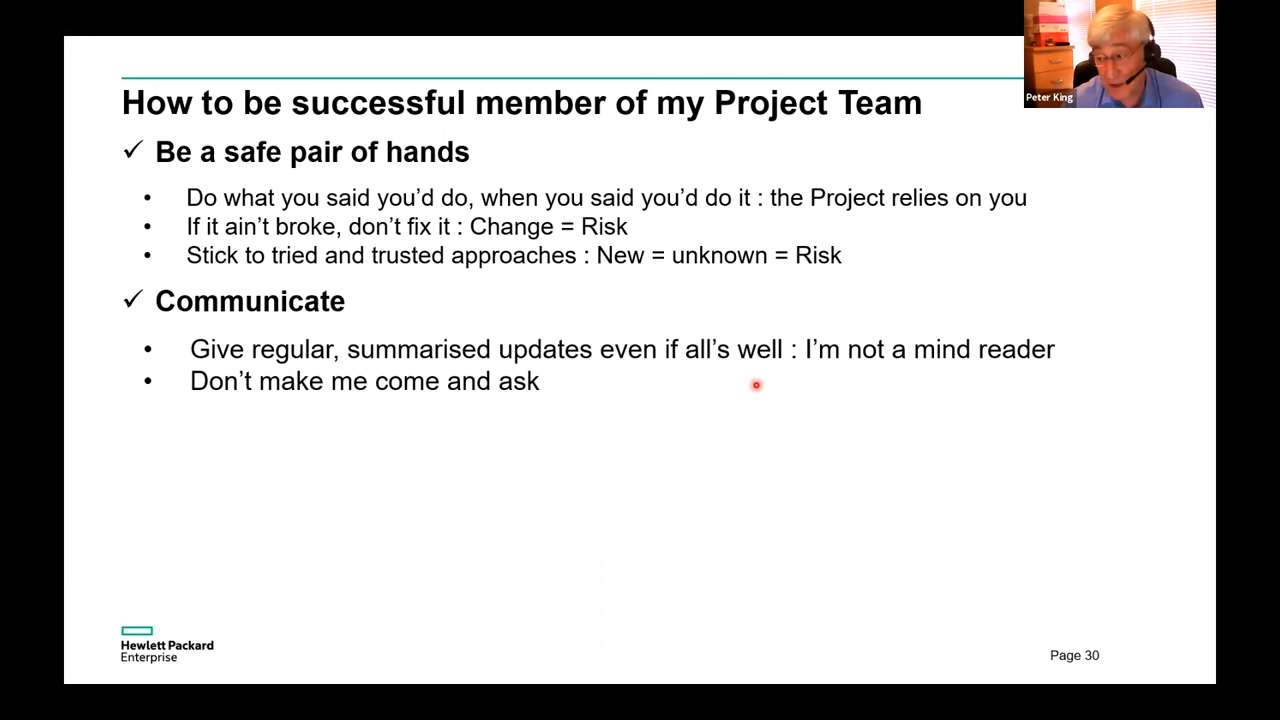 How to be successful member of my Project Team
Peter King
✓ Be a safe pair of hands
• Do what you said you’d do, when you said you’d do it : the Project relies on you
• If it ain’t broke, don’t fix it : Change = Risk
• Stick to tried and trusted approaches : New = unknown = Risk
✓ Communicate
• Give regular, summarised updates even if all’s well : I’m not a mind reader
• Don’t make me come and ask
Hewlett Packard
Enterprise
Page 30